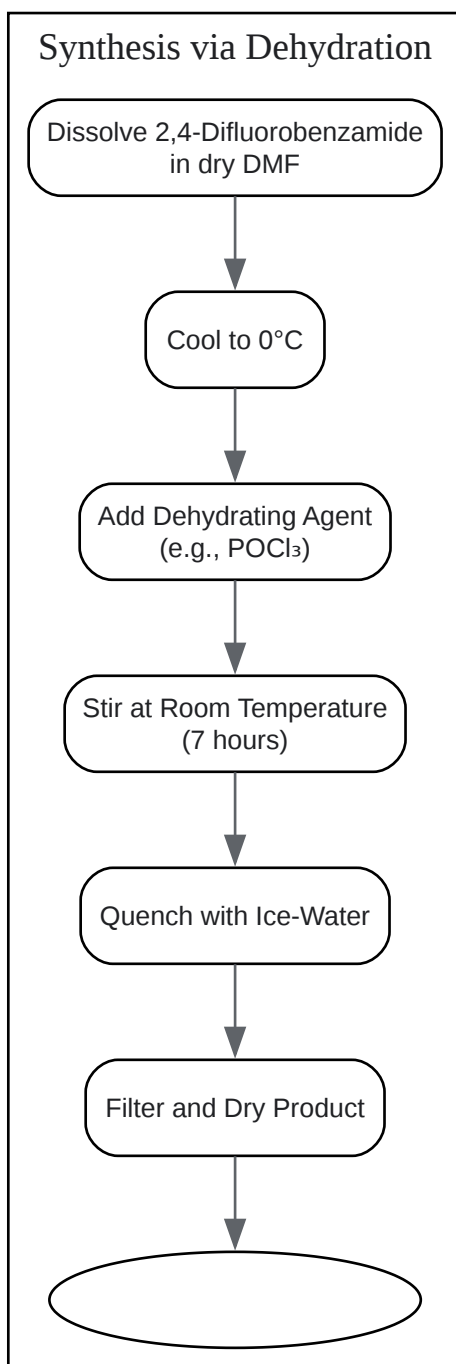 Synthesis via Dehydration
Dissolve 2,4-Difluorobenzamide
in dry DMF
Cool to 0°C
Add Dehydrating Agent
(e.g., POCl₃)
Stir at Room Temperature
(7 hours)
Quench with Ice-Water
Filter and Dry Product